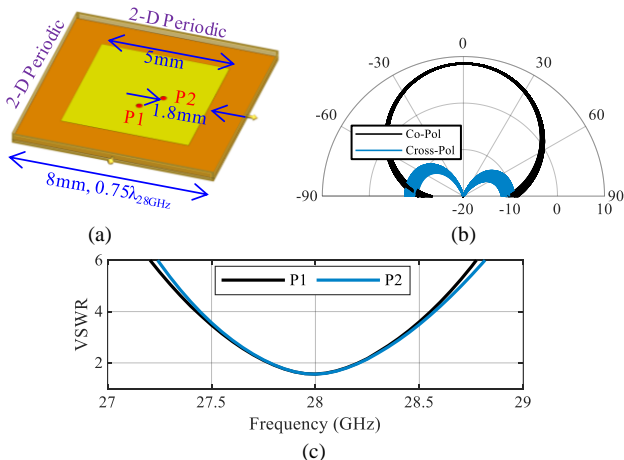 (a)
2-D Periodic
2-D Periodic
5mm
P2
P1
1.8mm
8mm, 0.75λ28GHz
(b)
0
-30
30
-60
60
Co-Pol
Cross-Pol
-90
90
-20
-10
0
10
(a)
(b)
6
P1
P2
VSWR
4
2
27
27.5
28
28.5
29
Frequency (GHz)
(c)